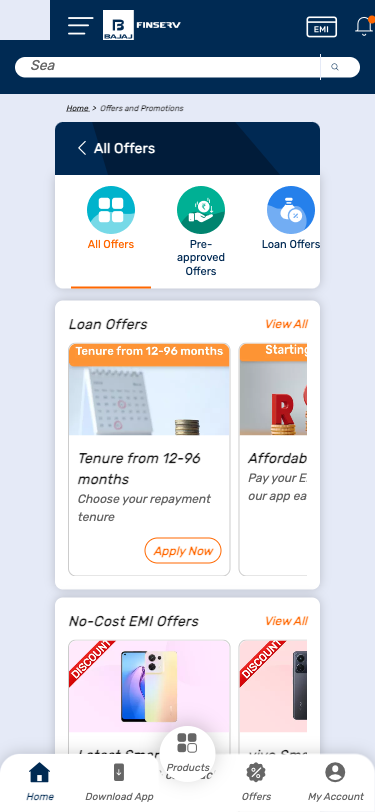 BAJAJ FINSERV
EMI
Sea
Home > Offers and Promotions
All Offers
All Offers
Pre-
approved
Offers
Loan Offers
Loan Offers View All
Tenure from 12-96 months
Starting
Tenure from 12-96
months
Choose your repayment
tenure
Apply Now
R
Affordab
Pay your E
our app ea
No-Cost EMI Offers View All
DISCOUNT
DISCOUNT
Latest Smar
vivo Sma
Products
Home
Download App
Offers
My Account